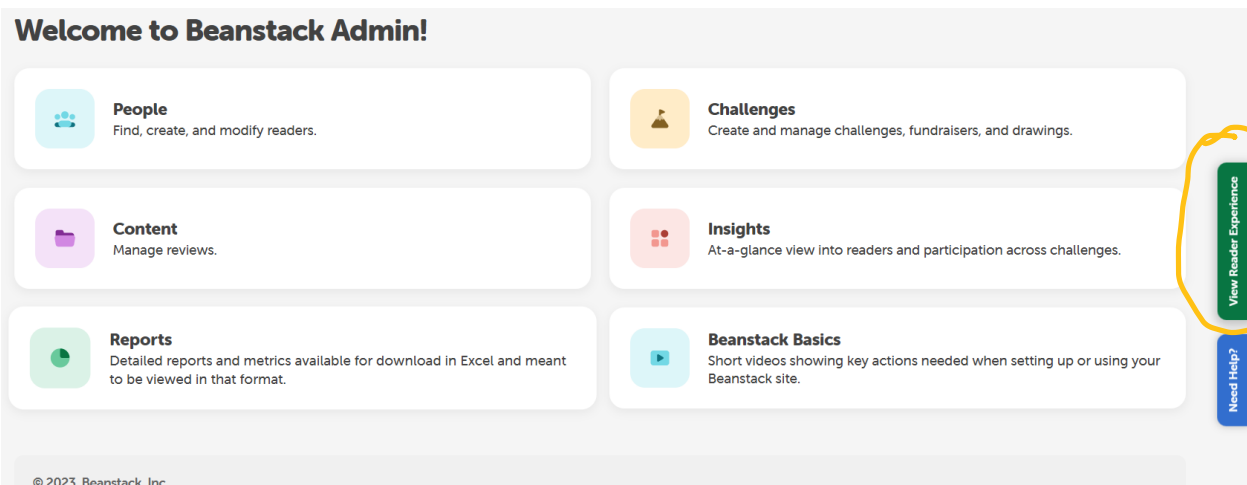 Welcome to Beanstack Admin!
People
Find, create, and modify readers.
Challenges
Create and manage challenges, fundraisers, and drawings.
Content
Manage reviews.
Insights
At-a-glance view into readers and participation across challenges.
Reports
Detailed reports and metrics available for download in Excel and meant
to be viewed in that format.
Beanstack Basics
Short videos showing key actions needed when setting up or using your
Beanstack site.
View Reader Experience
Need Help?
© 2023, Beanstack, Inc.